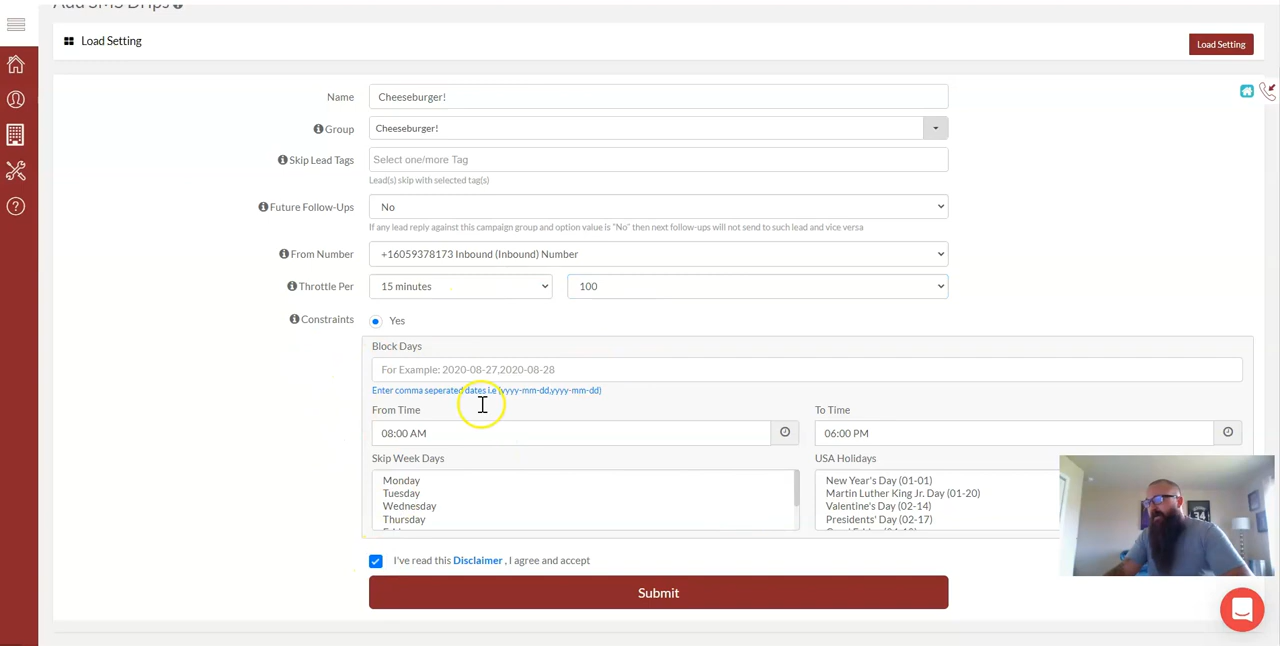 Add SMS Drips
Load Setting
Load Setting
Name
Cheeseburger!
Group
Cheeseburger!
Skip Lead Tags
Select one/more Tag
Lead(s) skip with selected tag(s)
Future Follow-Ups
No
If any lead reply against this campaign group and option value is "No" then next follow-ups will not send to such lead and vice versa
From Number
+16059378173 Inbound (Inbound) Number
Throttle Per
15 minutes
100
Constraints
Yes
Block Days
For Example: 2020-08-27,2020-08-28
Enter comma seperated dates i.e (yyyy-mm-dd,yyyy-mm-dd)
From Time
To Time
08:00 AM
06:00 PM
Skip Week Days
USA Holidays
Monday
Tuesday
Wednesday
Thursday
New Year's Day (01-01)
Martin Luther King Jr. Day (01-20)
Valentine's Day (02-14)
Presidents' Day (02-17)
I've read this Disclaimer , I agree and accept
Submit